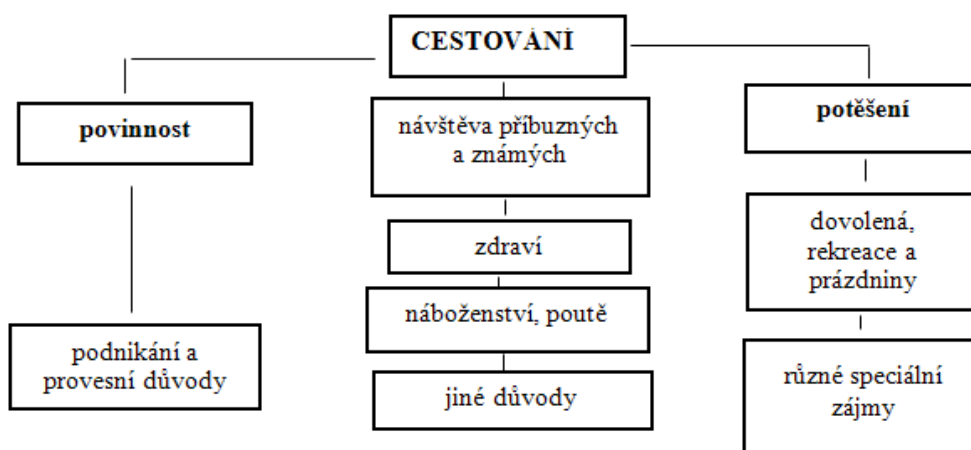 CESTOVÁNÍ
povinnost
návštěva příbuzných
a známých
potěšení
zdraví
dovolená,
rekreace a
prázdniny
náboženství, poutě
podnikání a
provesní důvody
jiné důvody
různé speciální
zájmy